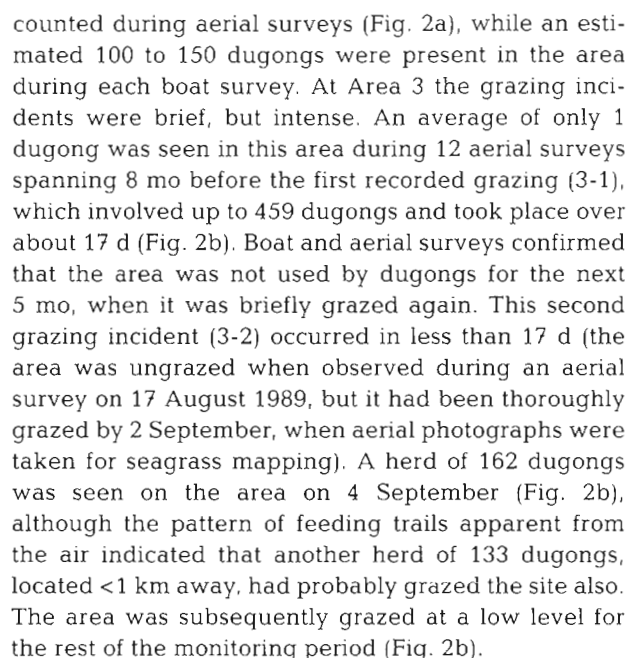 counted during aerial surveys (Fig. 2a), while an esti-
mated 100 to 150 dugongs were present in the area
during each boat survey. At Area 3 the grazing inci-
dents were brief, but intense. An average of only 1
dugong was seen in this area during 12 aerial surveys
spanning 8 mo before the first recorded grazing (3-1),
which involved up to 459 dugongs and took place over
about 17 d (Fig. 2b). Boat and aerial surveys confirmed
that the area was not used by dugongs for the next
5 mo, when it was briefly grazed again. This second
grazing incident (3-2) occurred in less than 17 d (the
area was ungrazed when observed during an aerial
survey on 17 August 1989, but it had been thoroughly
grazed by 2 September, when aerial photographs were
taken for seagrass mapping). A herd of 162 dugongs
was seen on the area on 4 September (Fig. 2b),
although the pattern of feeding trails apparent from
the air indicated that another herd of 133 dugongs,
located <1 km away, had probably grazed the site also.
The area was subsequently grazed at a low level for
the rest of the monitoring period (Fig. 2b).